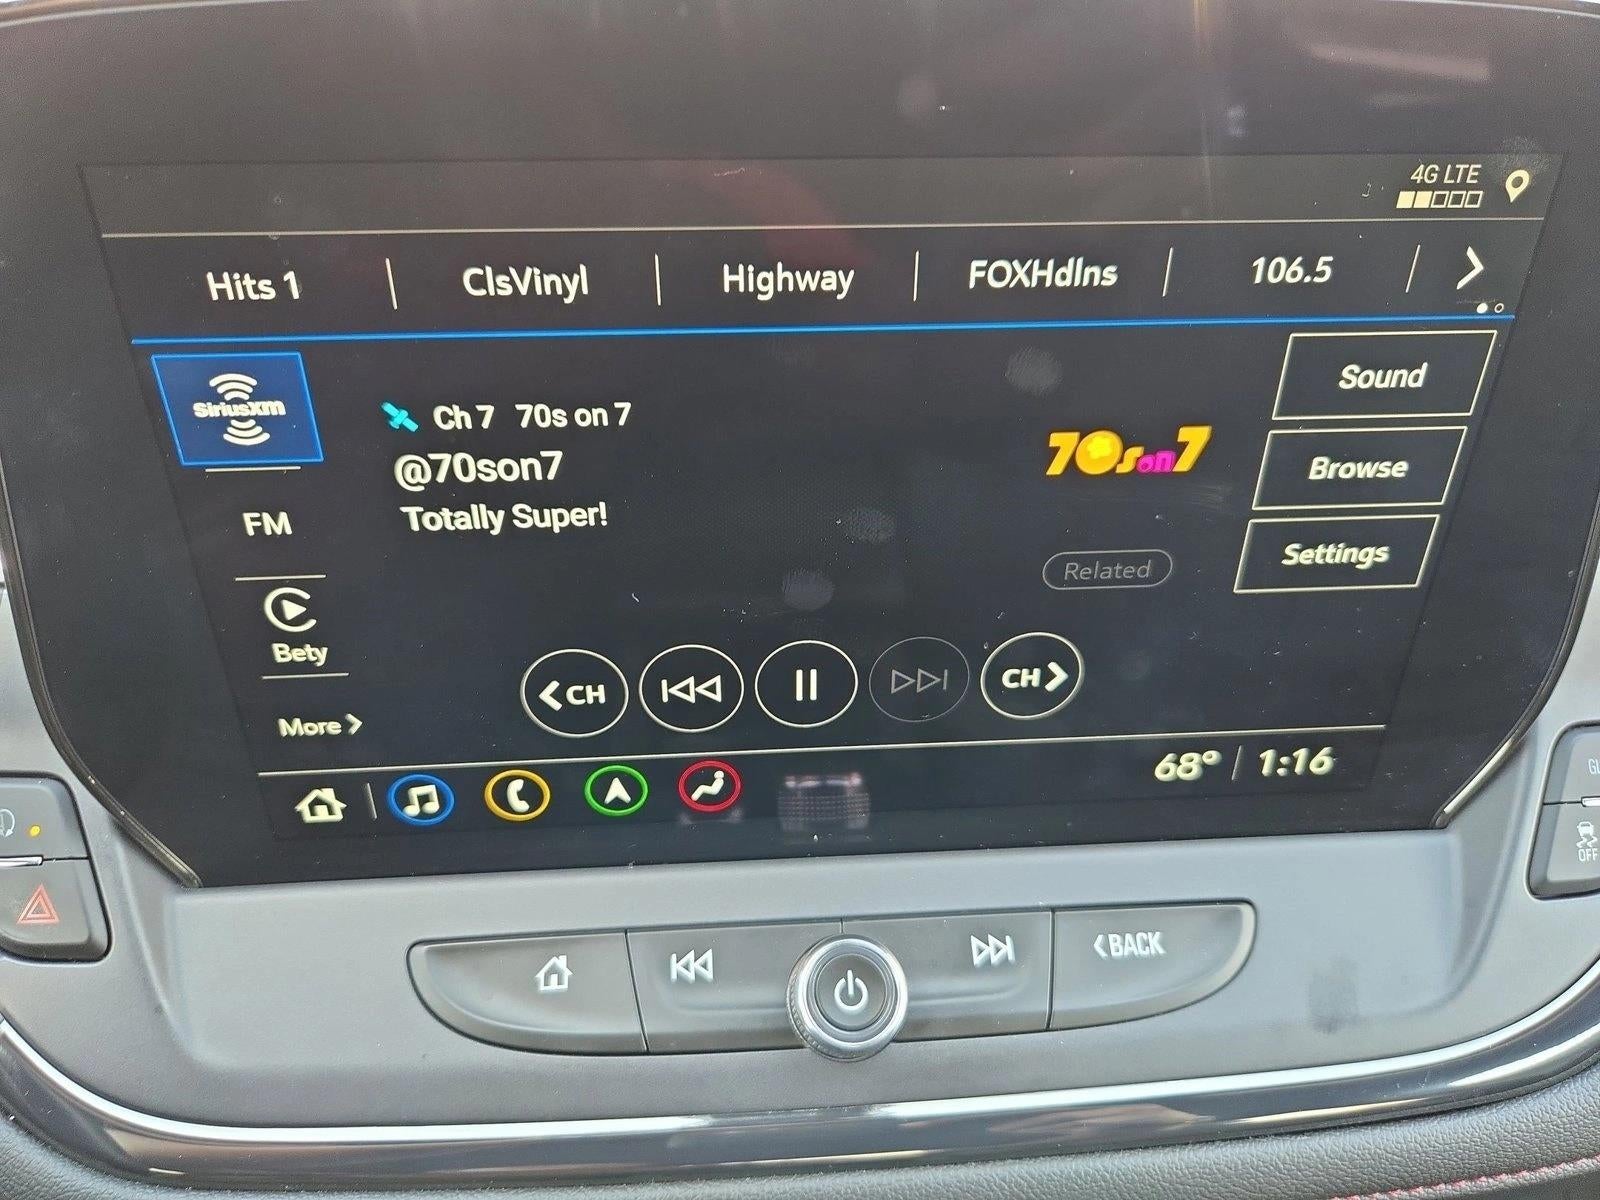 4G LTE
Hits 1 ClsVinyl Highway FOXHdlns 106.5
SiriusXM
Ch 7 70s on 7
@70son7
Totally Super!
70s on 7
Sound
Browse
Settings
FM
Related
Bety
More
CH
CH
68° 1:16
BACK
OFF